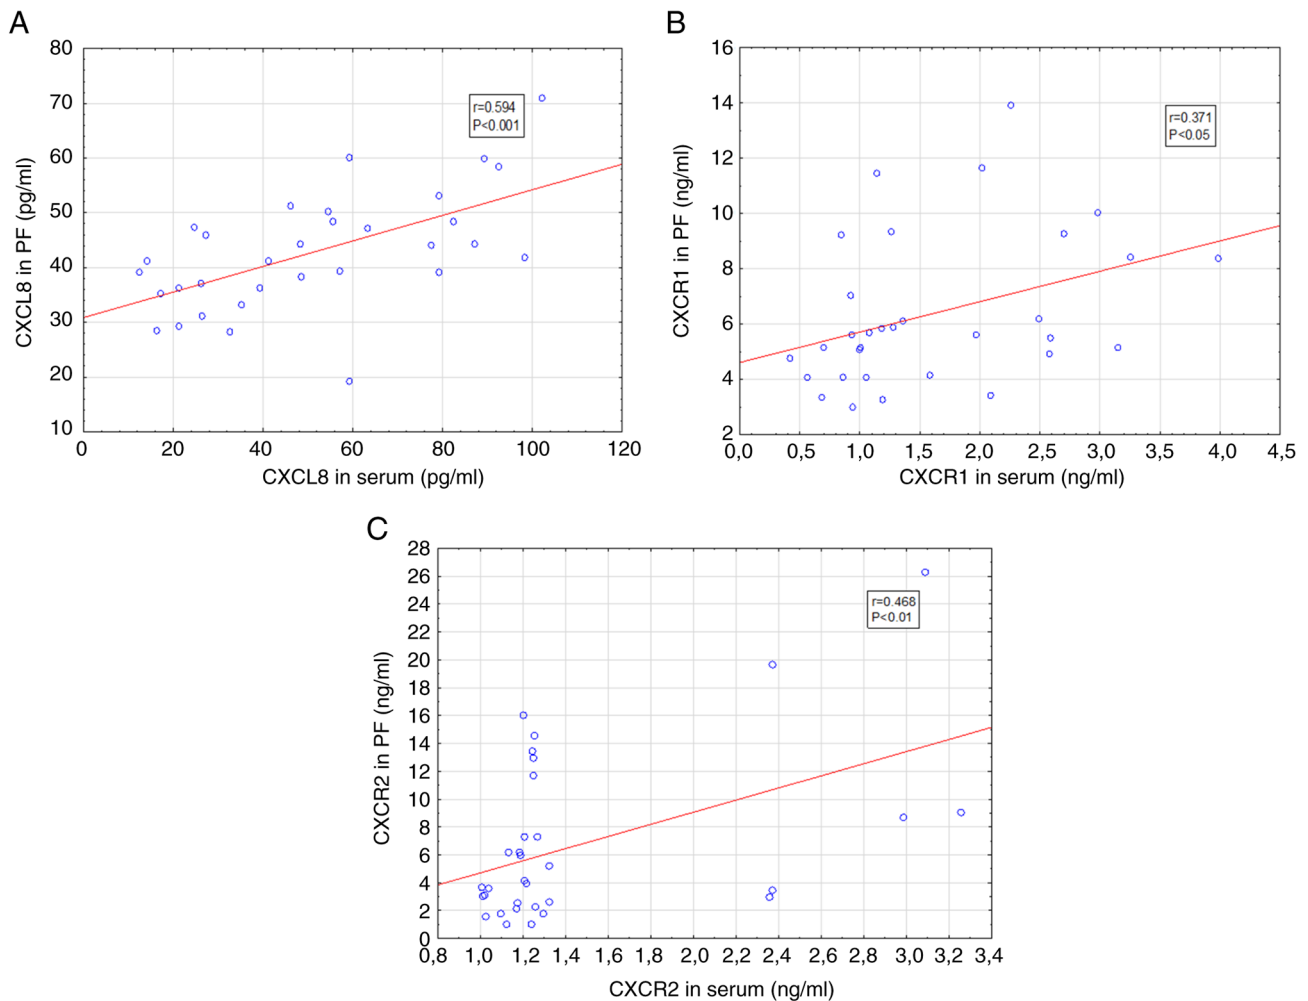 A
80
70
60
50
40
30
20
10
CXCL8 in PF (pg/ml)
r=0.594
P<0.001
0 20 40 60 80 100 120
CXCL8 in serum (pg/ml)
B
16
14
12
10
8
6
4
2
CXCR1 in PF (ng/ml)
r=0.371
P<0.05
0,0 0,5 1,0 1,5 2,0 2,5 3,0 3,5 4,0 4,5
CXCR1 in serum (ng/ml)
C
28
26
24
22
20
18
16
14
12
10
8
6
4
2
0
CXCR2 in PF (ng/ml)
r=0.468
P<0.01
0,8 1,0 1,2 1,4 1,6 1,8 2,0 2,2 2,4 2,6 2,8 3,0 3,2 3,4
CXCR2 in serum (ng/ml)